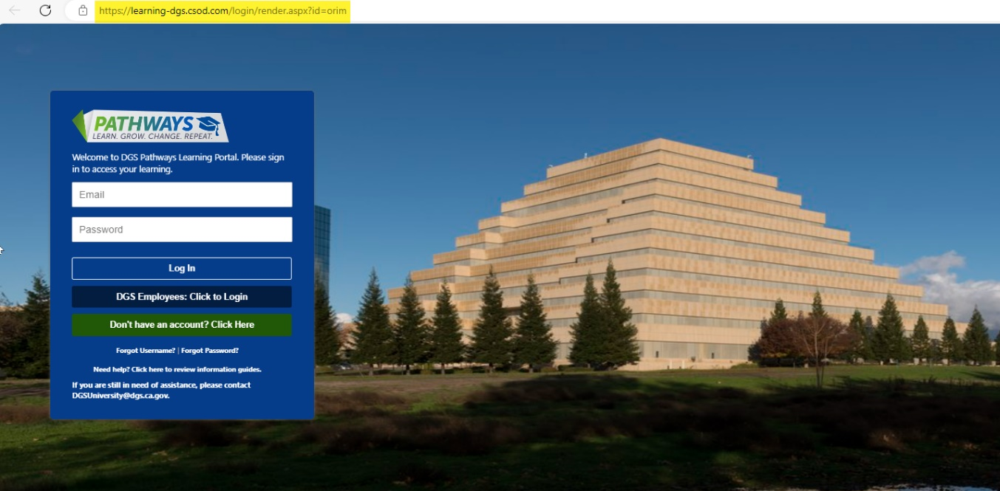 https://learning-dgs.csod.com/login/render.aspx?id=orim
PATHWAYS
LEARN. GROW. CHANGE. REPEAT.
Welcome to DGS Pathways Learning Portal. Please sign
in to access your learning.
Email
Password
Log In
DGS Employees: Click to Login
Don't have an account? Click Here
Forgot Username? | Forgot Password?
Need help? Click here to review information guides.
If you are still in need of assistance, please contact
DGSUniversity@dgs.ca.gov.